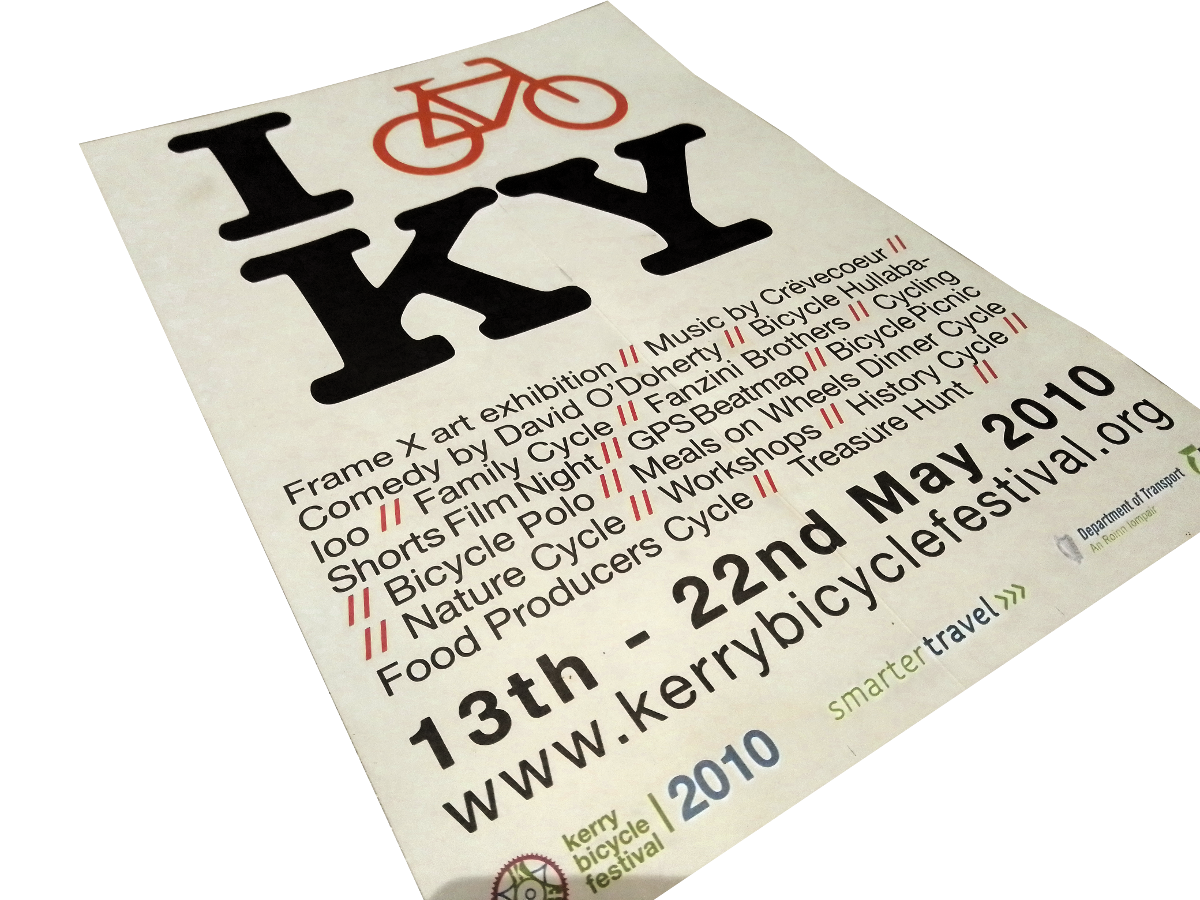 I
KY
Frame X art exhibition // Music by Crëvecoeur //
Comedy by David O'Doherty // Bicycle Hullaba-
loo // Family Cycle // Fanzini Brothers // Cycling
Shorts Film Night // GPS Beatmap // Bicycle Picnic
// Bicycle Polo // Meals on Wheels Dinner Cycle
// Nature Cycle // Workshops // History Cycle //
Food Producers Cycle // Treasure Hunt //
13th - 22nd May 2010
www.kerrybicyclefestival.org
kerry
bicycle
festival
2010
smartertravel>>>
Department of Transport
An Roinn Iompair